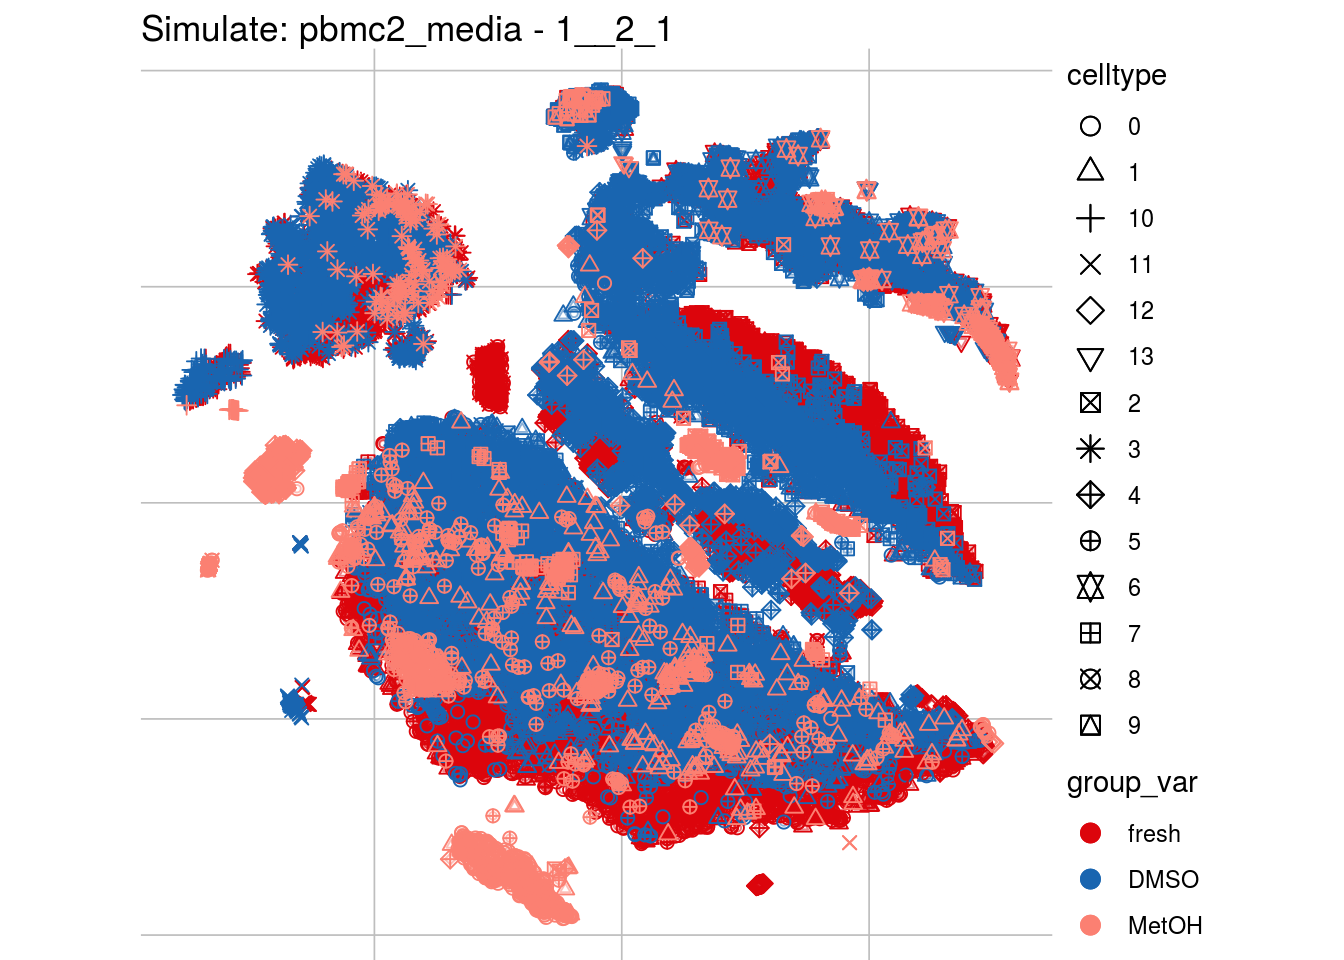 Simulate: pbmc2_media - 1__2_1
celltype
0
1
10
11
12
13
2
3
4
5
6
7
8
9
group_var
fresh
DMSO
MetOH